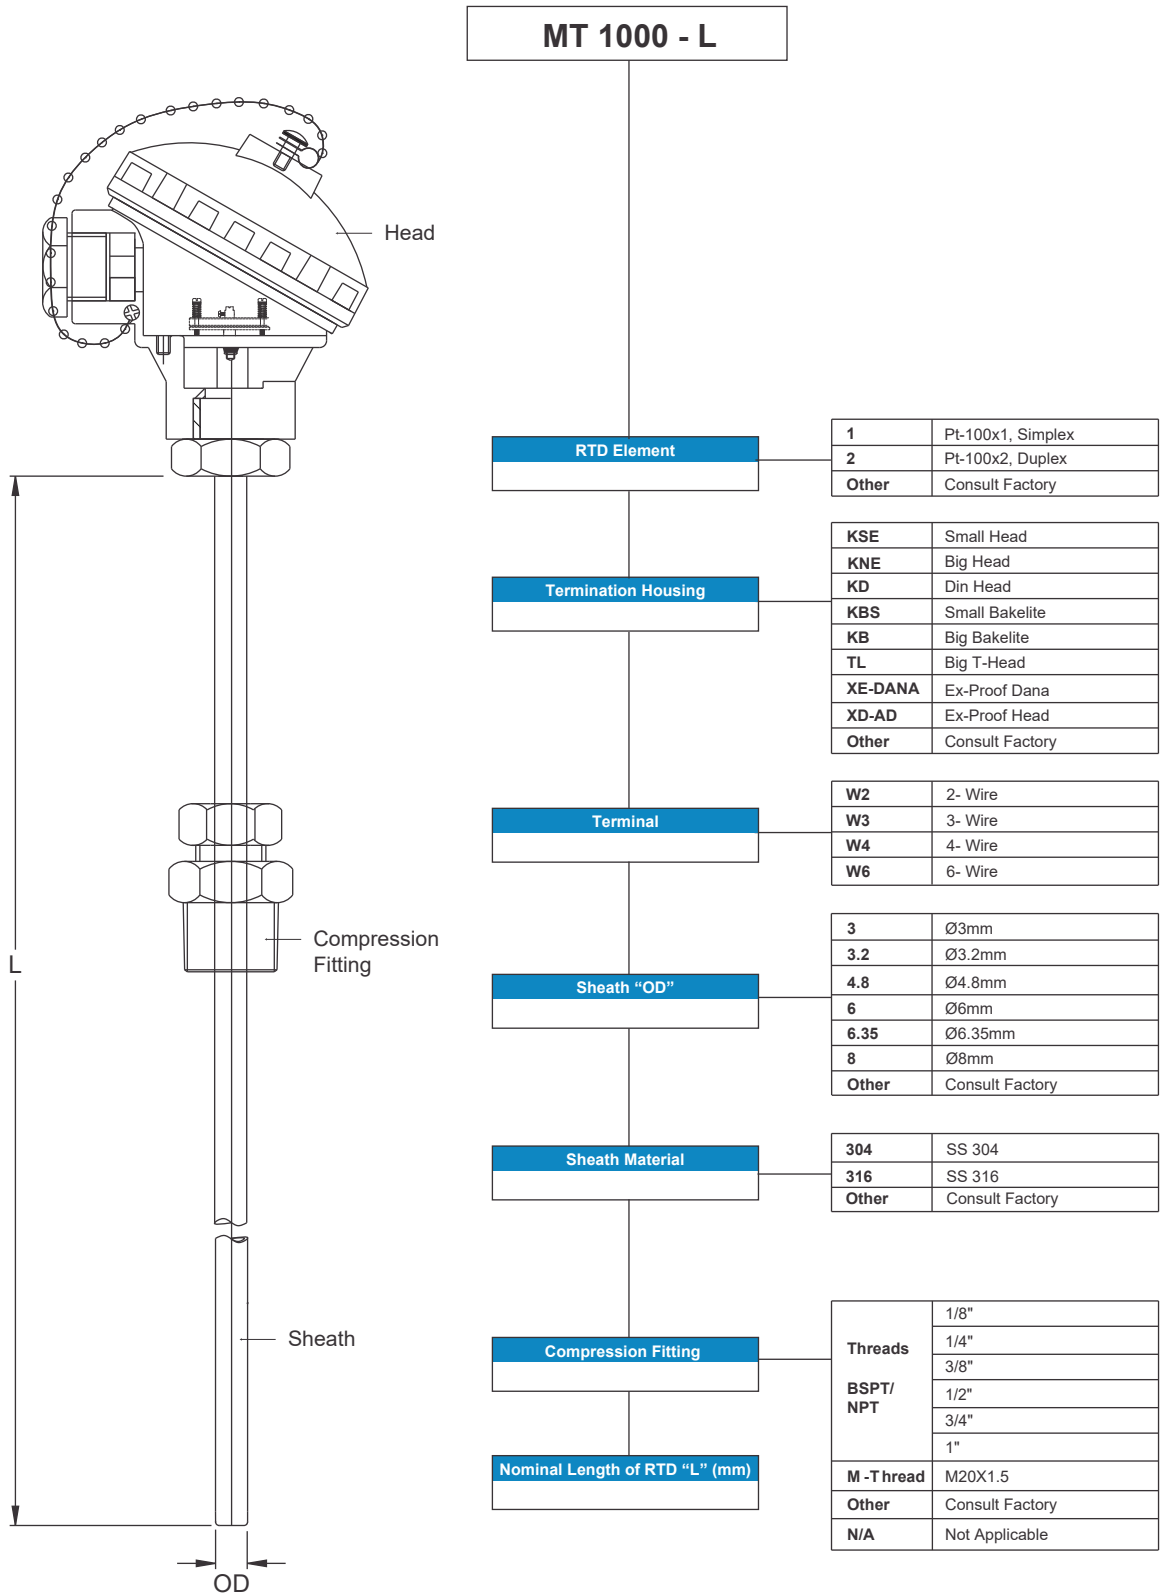 MT 1000 - L
Head
Compression
Fitting
L
Sheath
OD
RTD Element
1 Pt-100x1, Simplex
2 Pt-100x2, Duplex
Other Consult Factory
Termination Housing
KSE Small Head
KNE Big Head
KD Din Head
KBS Small Bakelite
KB Big Bakelite
TL Big T-Head
XE-DANA Ex-Proof Dana
XD-AD Ex-Proof Head
Other Consult Factory
Terminal
W2 2- Wire
W3 3- Wire
W4 4- Wire
W6 6- Wire
Sheath “OD”
3 Ø3mm
3.2 Ø3.2mm
4.8 Ø4.8mm
6 Ø6mm
6.35 Ø6.35mm
8 Ø8mm
Other Consult Factory
Sheath Material
304 SS 304
316 SS 316
Other Consult Factory
Compression Fitting
Threads
BSPT/
NPT
1/8"
1/4"
3/8"
1/2"
3/4"
1"
M -T hread M20X1.5
Other Consult Factory
N/A Not Applicable
Nominal Length of RTD “L” (mm)